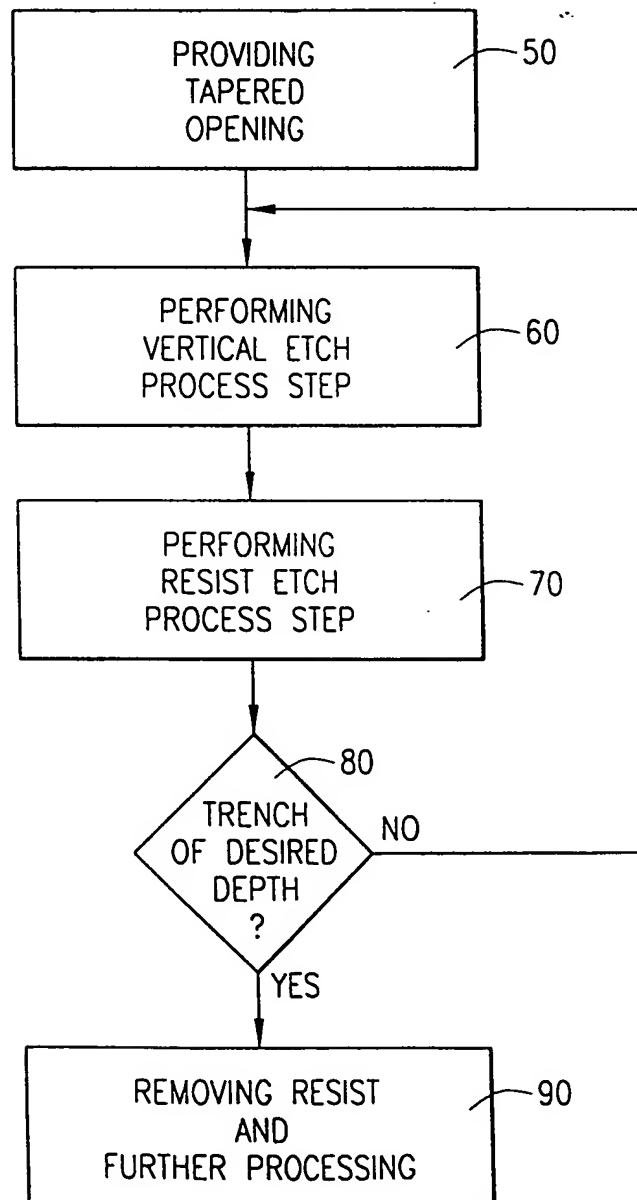 PROVIDING
TAPERED
OPENING
50
PERFORMING
VERTICAL ETCH
PROCESS STEP
60
PERFORMING
RESIST ETCH
PROCESS STEP
70
80
TRENCH
OF DESIRED
DEPTH
?
NO
YES
REMOVING RESIST
AND
FURTHER PROCESSING
90